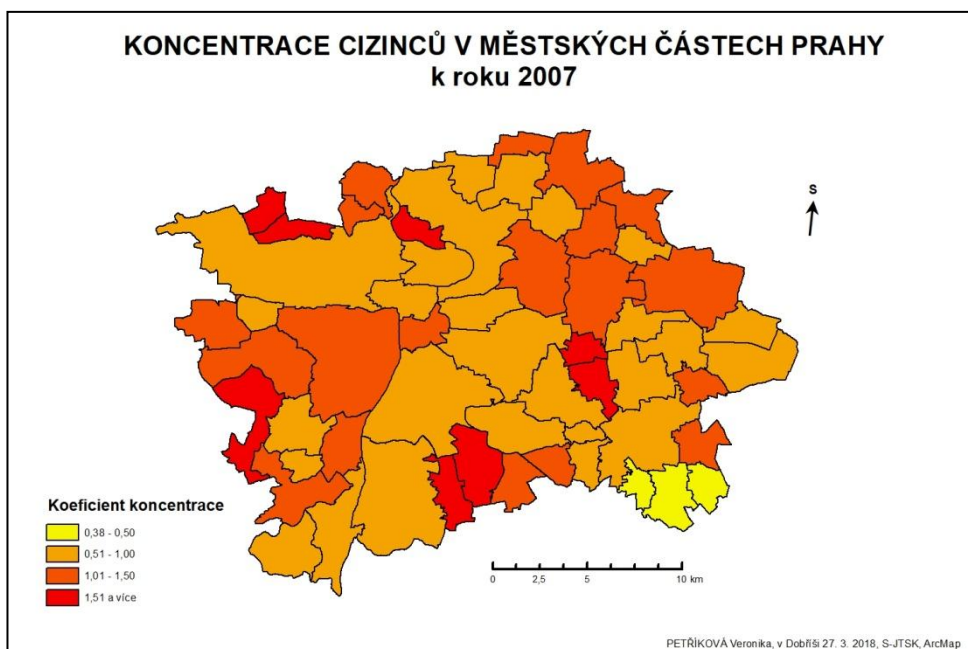 KONCENTRACE CIZINCŮ V MĚSTSKÝCH ČÁSTECH PRAHY
k roku 2007
S
Koeficient koncentrace
0,38 - 0,50
0,51 - 1,00
1,01 - 1,50
1,51 a více
0 2,5 5 10 km
PETŘÍKOVÁ Veronika, v Dobříši 27. 3. 2018, S-JTSK, ArcMap